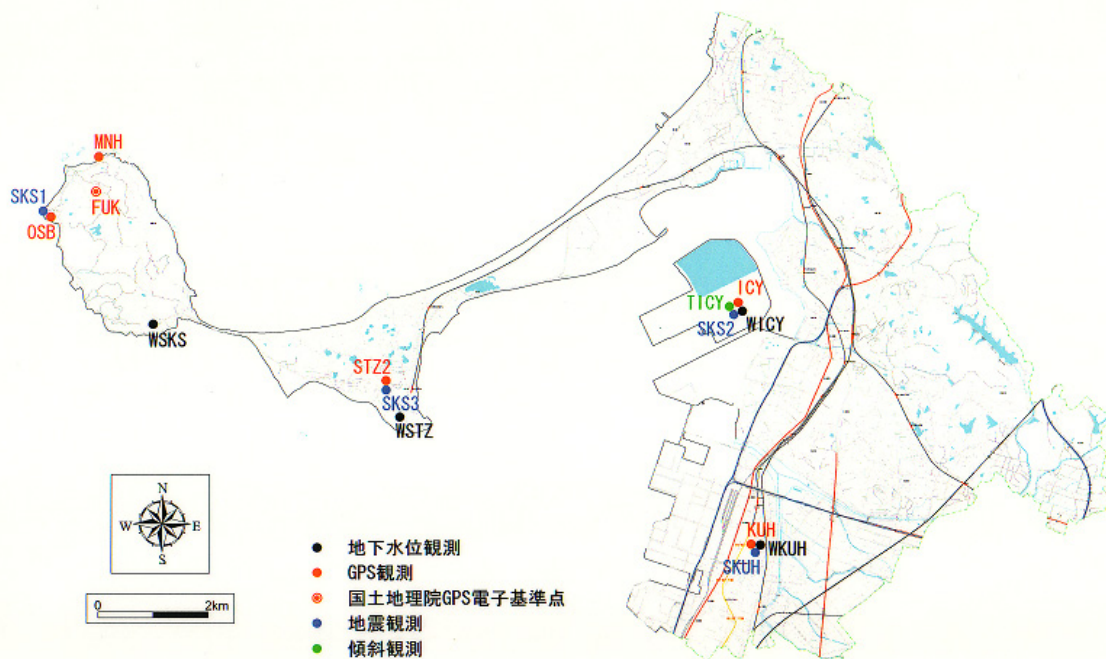 MNH
SKS1
FUK
OSB
WSKS
ICY
TICY
WICY
SKS2
STZ2
SKS3
WSTZ
KUH
WKUH
SKUH
N
W E
S
0 2km
地下水位観測
GPS観測
国土地理院GPS電子基準点
地震観測
傾斜観測